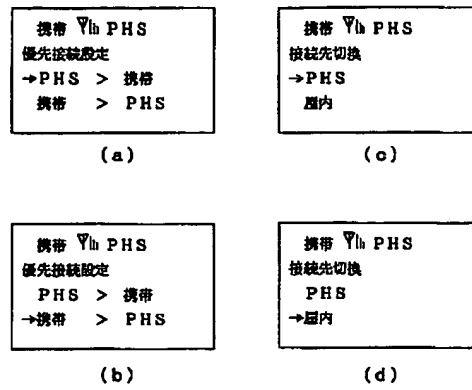 携帯 PHS
優先接続設定
→PHS > 携帯
携帯 > PHS
(a)
携帯 PHS
接続先切換
→PHS
屋内
(c)
携帯 PHS
優先接続設定
PHS > 携帯
→携帯 > PHS
(b)
携帯 PHS
接続先切換
PHS
→屋内
(d)